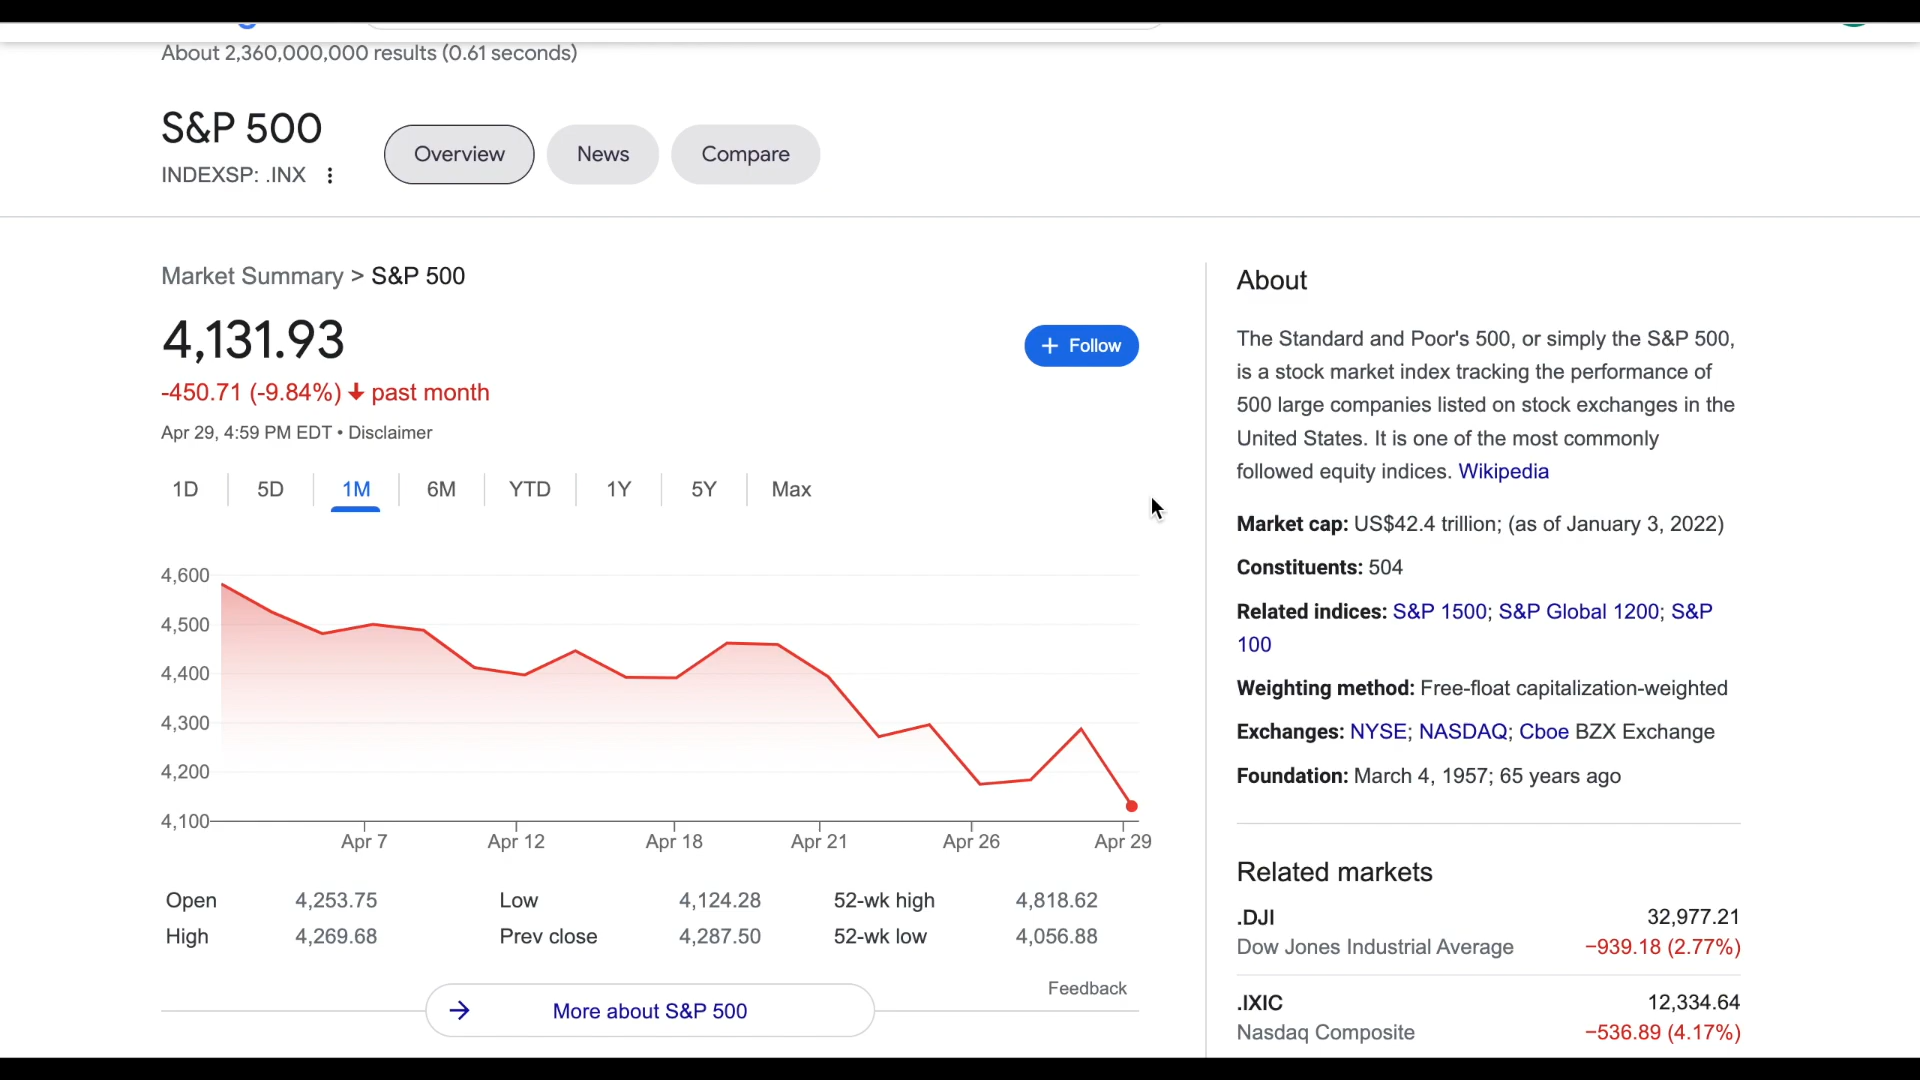 About 2,360,000,000 results (0.61 seconds)
S&P 500
INDEXSP: .INX
Overview
News
Compare
Market Summary > S&P 500
4,131.93
-450.71 (-9.84%) past month
Apr 29, 4:59 PM EDT • Disclaimer
+ Follow
1D
5D
1M
6M
YTD
1Y
5Y
Max
4,600
4,500
4,400
4,300
4,200
4,100
Apr 7
Apr 12
Apr 18
Apr 21
Apr 26
Apr 29
Open 4,253.75 Low 4,124.28 52-wk high 4,818.62
High 4,269.68 Prev close 4,287.50 52-wk low 4,056.88
Feedback
More about S&P 500
About
The Standard and Poor's 500, or simply the S&P 500,
is a stock market index tracking the performance of
500 large companies listed on stock exchanges in the
United States. It is one of the most commonly
followed equity indices. Wikipedia
Market cap: US$42.4 trillion; (as of January 3, 2022)
Constituents: 504
Related indices: S&P 1500; S&P Global 1200; S&P
100
Weighting method: Free-float capitalization-weighted
Exchanges: NYSE; NASDAQ; Cboe BZX Exchange
Foundation: March 4, 1957; 65 years ago
Related markets
.DJI 32,977.21
Dow Jones Industrial Average −939.18 (2.77%)
.IXIC 12,334.64
Nasdaq Composite −536.89 (4.17%)